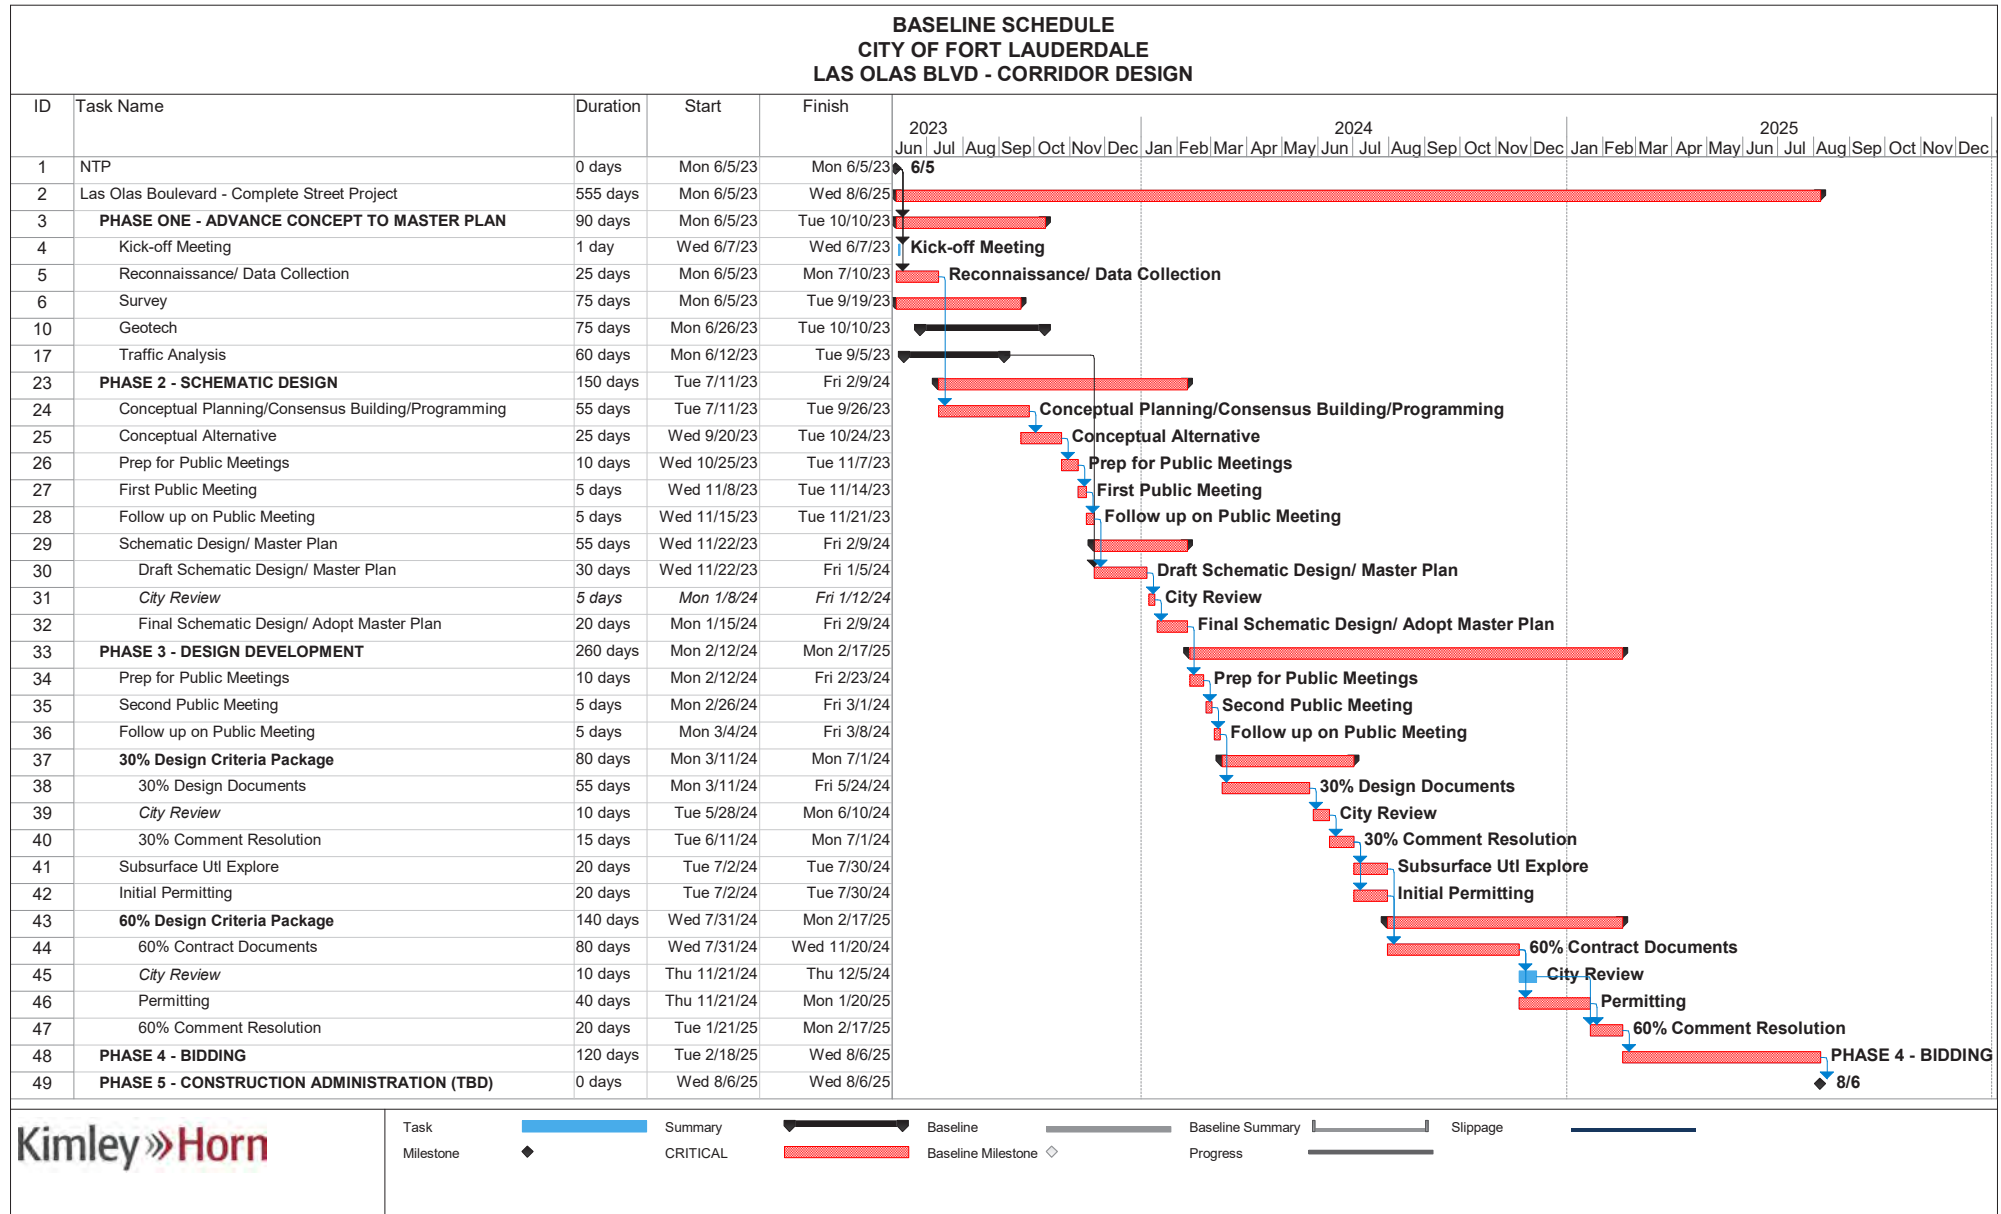 BASELINE SCHEDULE
CITY OF FORT LAUDERDALE
LAS OLAS BLVD - CORRIDOR DESIGN
ID Task Name Duration Start Finish
2023 2024 2025
Jun Jul Aug Sep Oct Nov Dec Jan Feb Mar Apr May Jun Jul Aug Sep Oct Nov Dec Jan Feb Mar Apr May Jun Jul Aug Sep Oct Nov Dec
1 NTP 0 days Mon 6/5/23 Mon 6/5/23 6/5
2 Las Olas Boulevard - Complete Street Project 555 days Mon 6/5/23 Wed 8/6/25
3 PHASE ONE - ADVANCE CONCEPT TO MASTER PLAN 90 days Mon 6/5/23 Tue 10/10/23
4 Kick-off Meeting 1 day Wed 6/7/23 Wed 6/7/23 Kick-off Meeting
5 Reconnaissance/ Data Collection 25 days Mon 6/5/23 Mon 7/10/23 Reconnaissance/ Data Collection
6 Survey 75 days Mon 6/5/23 Tue 9/19/23
10 Geotech 75 days Mon 6/26/23 Tue 10/10/23
17 Traffic Analysis 60 days Mon 6/12/23 Tue 9/5/23
23 PHASE 2 - SCHEMATIC DESIGN 150 days Tue 7/11/23 Fri 2/9/24
24 Conceptual Planning/Consensus Building/Programming 55 days Tue 7/11/23 Tue 9/26/23 Conceptual Planning/Consensus Building/Programming
25 Conceptual Alternative 25 days Wed 9/20/23 Tue 10/24/23 Conceptual Alternative
26 Prep for Public Meetings 10 days Wed 10/25/23 Tue 11/7/23 Prep for Public Meetings
27 First Public Meeting 5 days Wed 11/8/23 Tue 11/14/23 First Public Meeting
28 Follow up on Public Meeting 5 days Wed 11/15/23 Tue 11/21/23 Follow up on Public Meeting
29 Schematic Design/ Master Plan 55 days Wed 11/22/23 Fri 2/9/24
30 Draft Schematic Design/ Master Plan 30 days Wed 11/22/23 Fri 1/5/24 Draft Schematic Design/ Master Plan
31 City Review 5 days Mon 1/8/24 Fri 1/12/24 City Review
32 Final Schematic Design/ Adopt Master Plan 20 days Mon 1/15/24 Fri 2/9/24 Final Schematic Design/ Adopt Master Plan
33 PHASE 3 - DESIGN DEVELOPMENT 260 days Mon 2/12/24 Mon 2/17/25
34 Prep for Public Meetings 10 days Mon 2/12/24 Fri 2/23/24 Prep for Public Meetings
35 Second Public Meeting 5 days Mon 2/26/24 Fri 3/1/24 Second Public Meeting
36 Follow up on Public Meeting 5 days Mon 3/4/24 Fri 3/8/24 Follow up on Public Meeting
37 30% Design Criteria Package 80 days Mon 3/11/24 Mon 7/1/24
38 30% Design Documents 55 days Mon 3/11/24 Fri 5/24/24 30% Design Documents
39 City Review 10 days Tue 5/28/24 Mon 6/10/24 City Review
40 30% Comment Resolution 15 days Tue 6/11/24 Mon 7/1/24 30% Comment Resolution
41 Subsurface Utl Explore 20 days Tue 7/2/24 Tue 7/30/24 Subsurface Utl Explore
42 Initial Permitting 20 days Tue 7/2/24 Tue 7/30/24 Initial Permitting
43 60% Design Criteria Package 140 days Wed 7/31/24 Mon 2/17/25
44 60% Contract Documents 80 days Wed 7/31/24 Wed 11/20/24 60% Contract Documents
45 City Review 10 days Thu 11/21/24 Thu 12/5/24 City Review
46 Permitting 40 days Thu 11/21/24 Mon 1/20/25 Permitting
47 60% Comment Resolution 20 days Tue 1/21/25 Mon 2/17/25 60% Comment Resolution
48 PHASE 4 - BIDDING 120 days Tue 2/18/25 Wed 8/6/25 PHASE 4 - BIDDING
49 PHASE 5 - CONSTRUCTION ADMINISTRATION (TBD) 0 days Wed 8/6/25 Wed 8/6/25 8/6
Kimley»Horn
Task Summary Baseline Baseline Summary Slippage
Milestone CRITICAL Baseline Milestone Progress